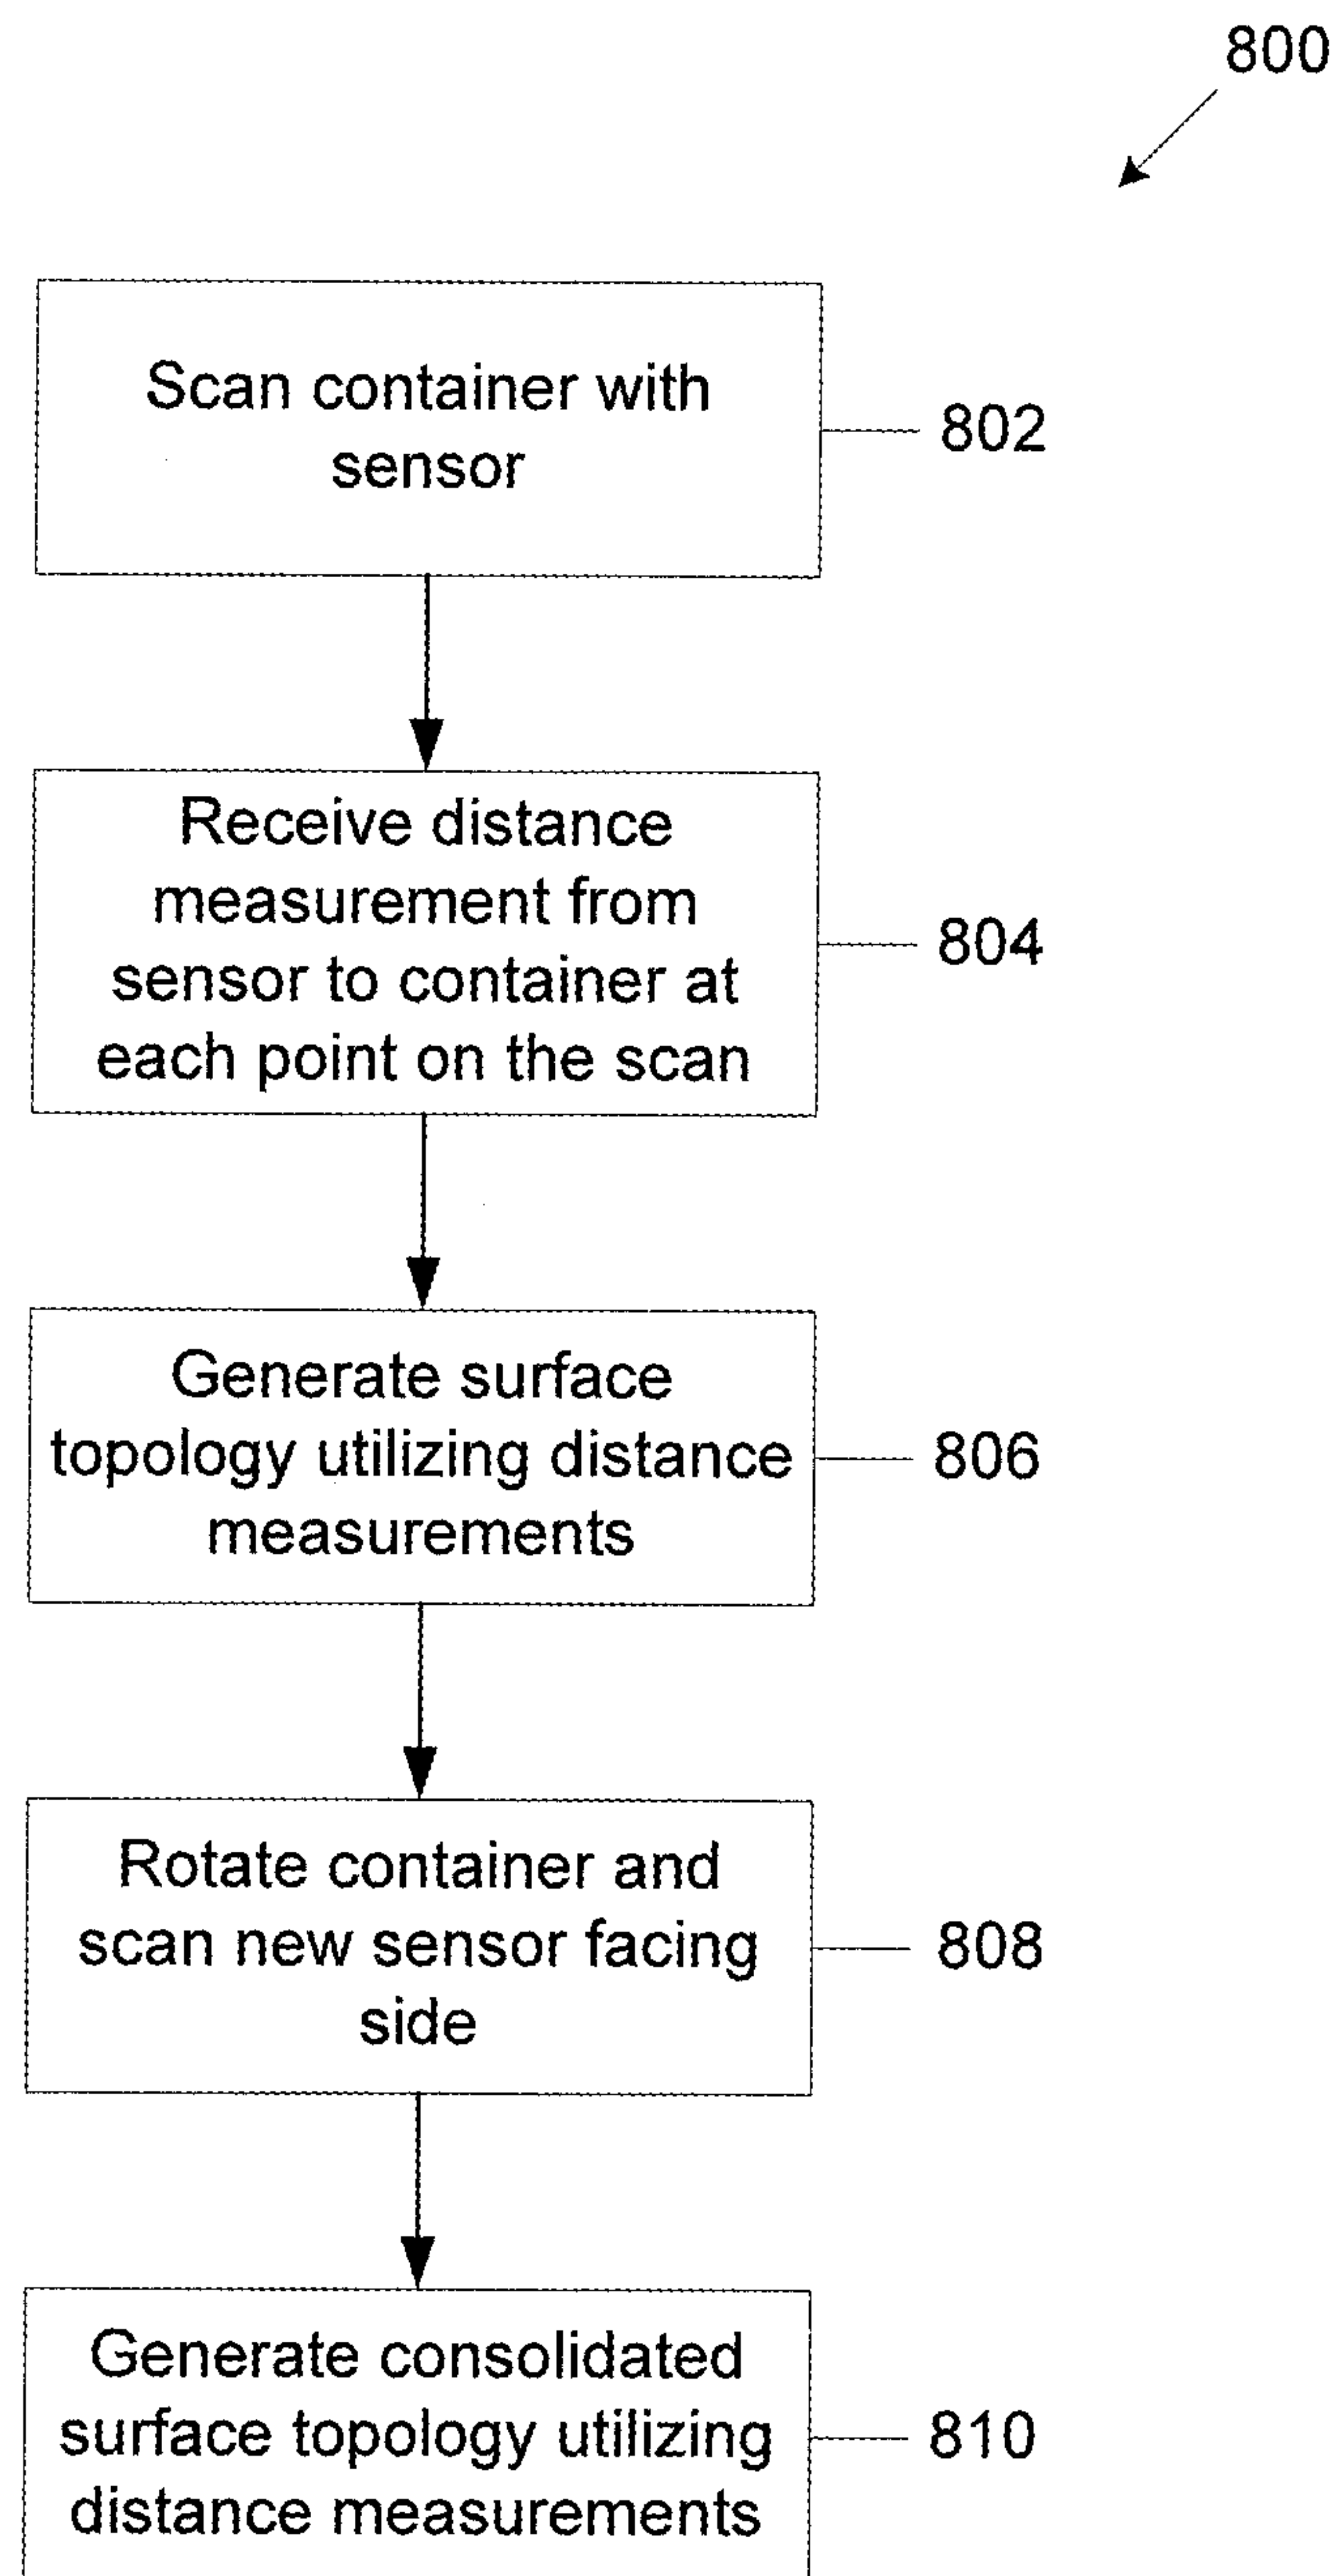 800
Scan container with
sensor
802
Receive distance
measurement from
sensor to container at
each point on the scan
804
Generate surface
topology utilizing distance
measurements
806
Rotate container and
scan new sensor facing
side
808
Generate consolidated
surface topology utilizing
distance measurements
810